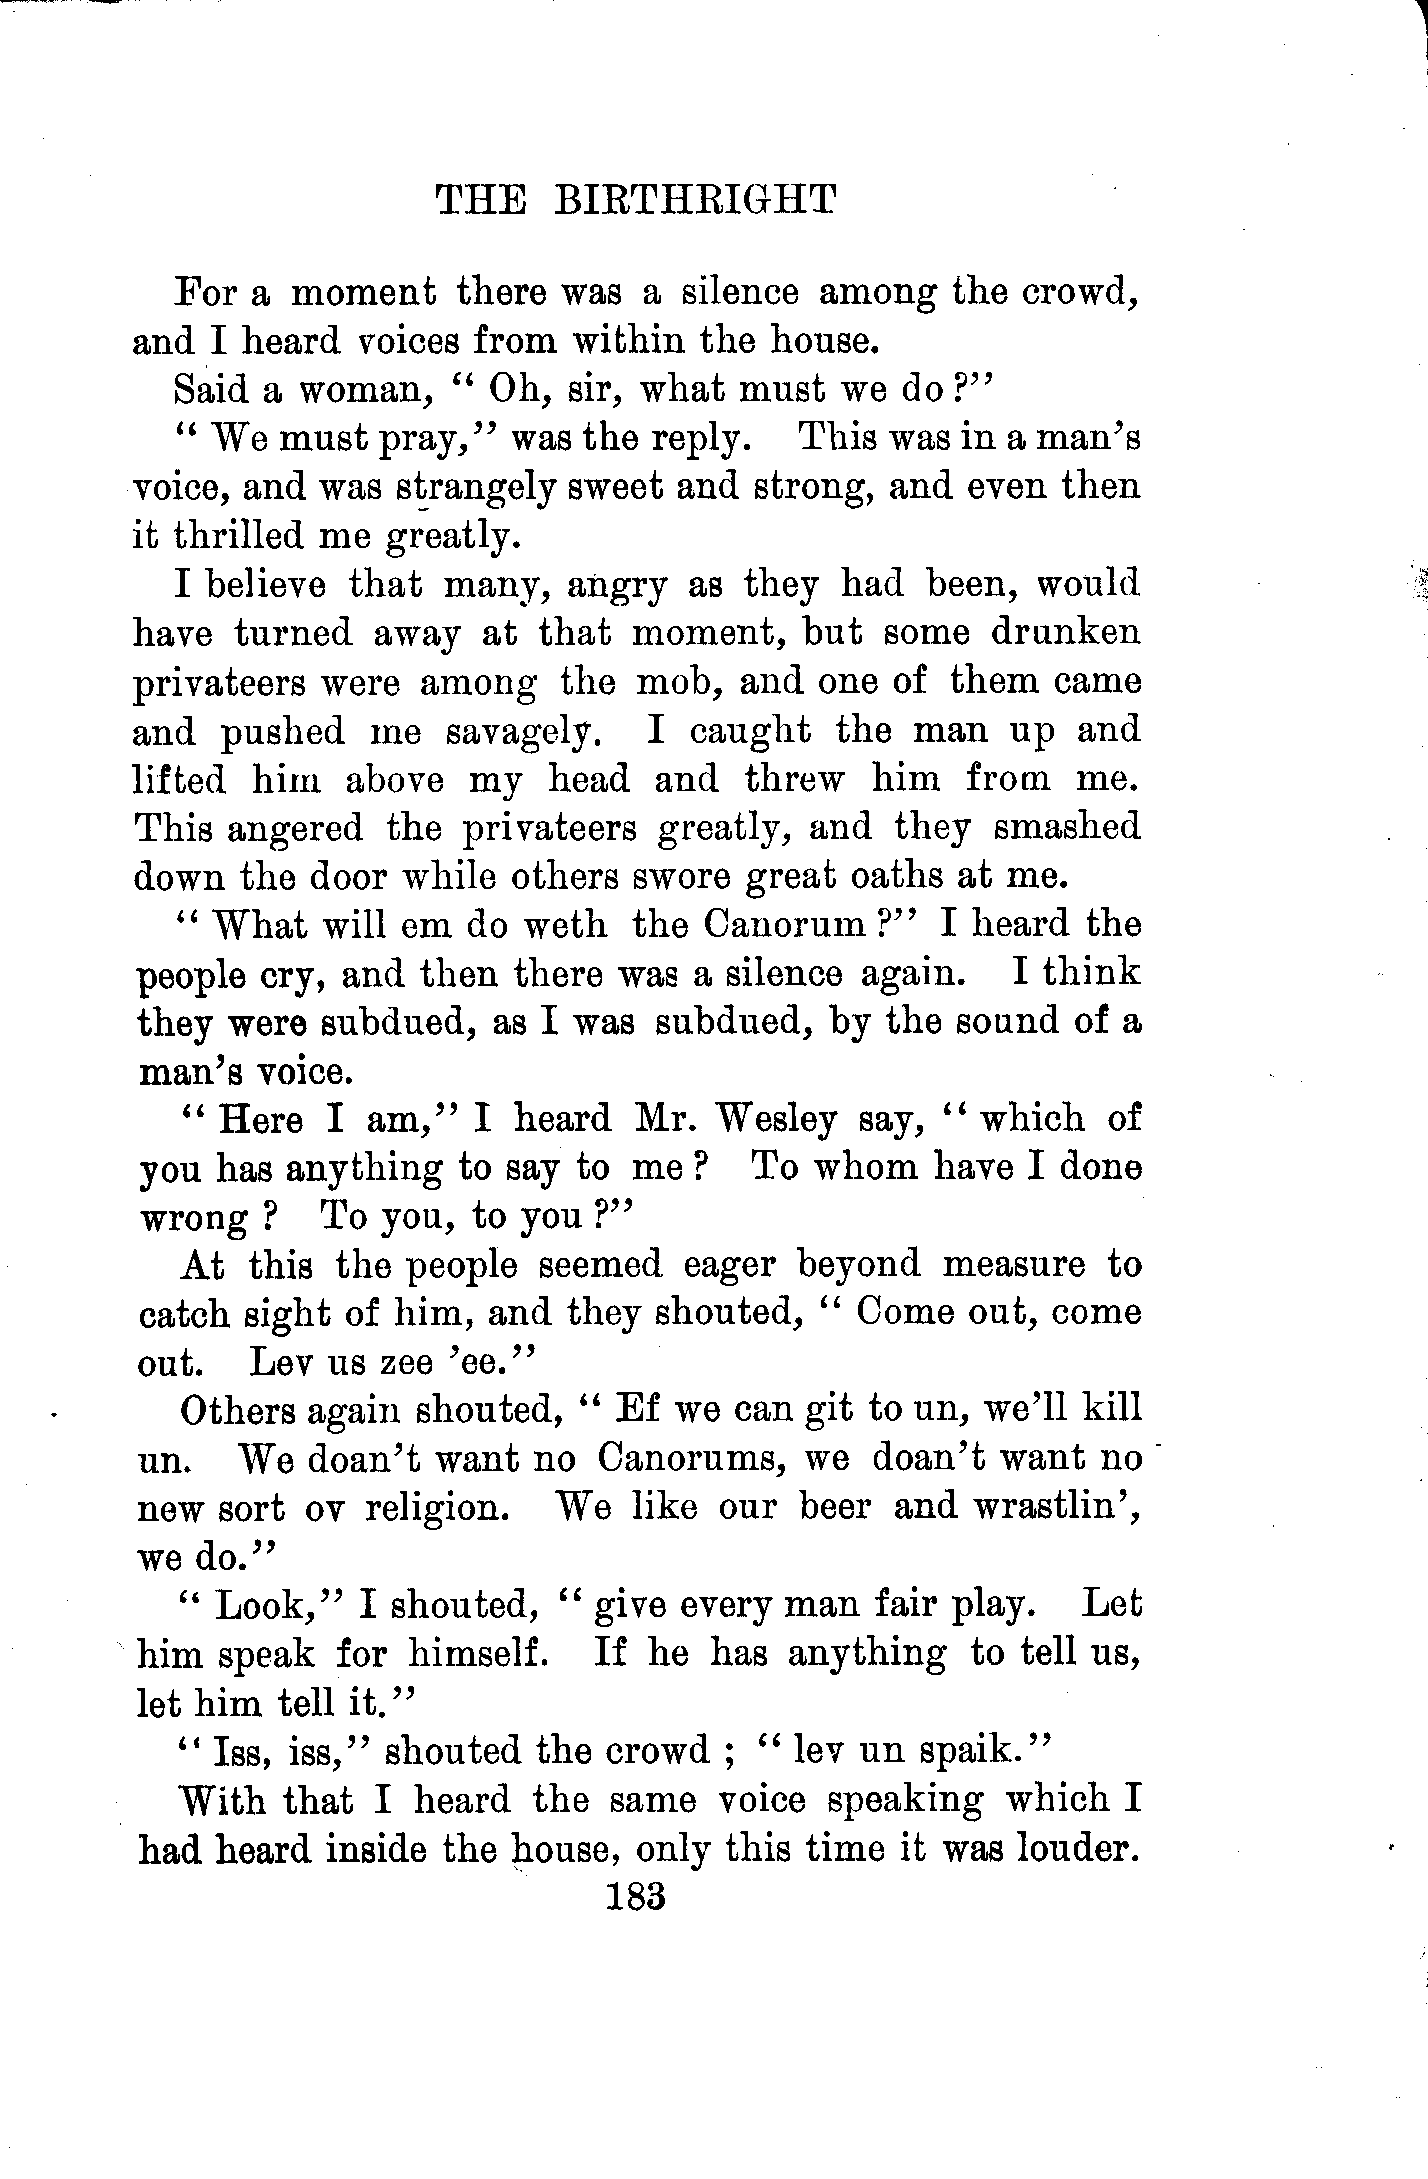 THE BIRTHRIGHT
For a moment there was a silence among the crowd,
and I heard voices from within the house.
Said a woman, “ Oh, sir, what must we do ?”
“ We must pray,” was the reply. This was in a man’s
voice, and was strangely sweet and strong, and even then
it thrilled me greatly.
I believe that many, angry as they had been, would
have turned away at that moment, but some drunken
privateers were among the mob, and one of them came
and pushed me savagely. I caught the man up and
lifted him above my head and threw him from me.
This angered the privateers greatly, and they smashed
down the door while others swore great oaths at me.
“ What will em do weth the Canorum ?” I heard the
people cry, and then there was a silence again. I think
they were subdued, as I was subdued, by the sound of a
man’s voice.
“ Here I am,” I heard Mr. Wesley say, “ which of
you has anything to say to me ? To whom have I done
wrong ? To you, to you ?”
At this the people seemed eager beyond measure to
catch sight of him, and they shouted, “ Come out, come
out. Lev us zee ’ee.”
Others again shouted, “ Ef we can git to un, we’ll kill
un. We doan’t want no Canorums, we doan’t want no
new sort ov religion. We like our beer and wrastlin’,
we do.”
“ Look,” I shouted, “ give every man fair play. Let
him speak for himself. If he has anything to tell us,
let him tell it.”
“ Iss, iss,” shouted the crowd ; “ lev un spaik.”
With that I heard the same voice speaking which I
had heard inside the house, only this time it was louder.
183